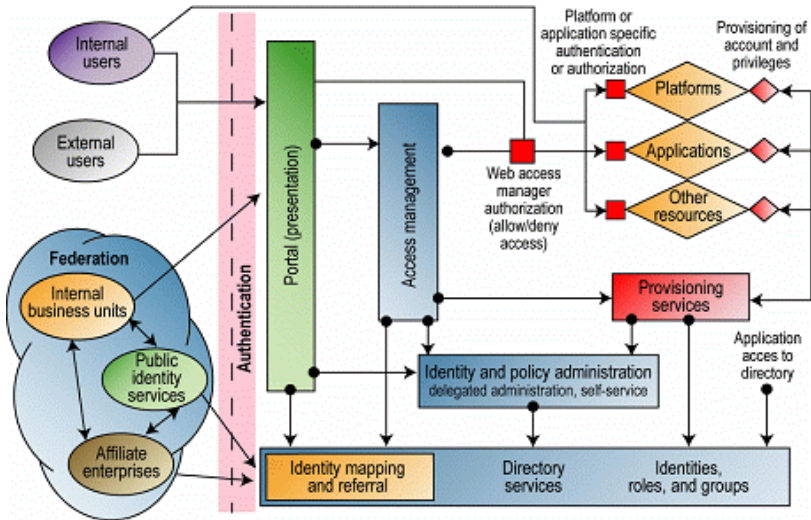 Internal
users
External
users
Federation
Internal
business units
Public
identity
services
Affiliate
enterprises
Authentication
Portal (presentation)
Access management
Platform or
application specific
authentication
or authorization
Provisioning of
account and
privileges
Platforms
Applications
Other
resources
Web access
manager
authorization
(allow/deny
access)
Provisioning
services
Identity and policy administration
delegated administration, self-service
Application
acces to
directory
Identity mapping
and referral
Directory
services
Identities,
roles, and groups